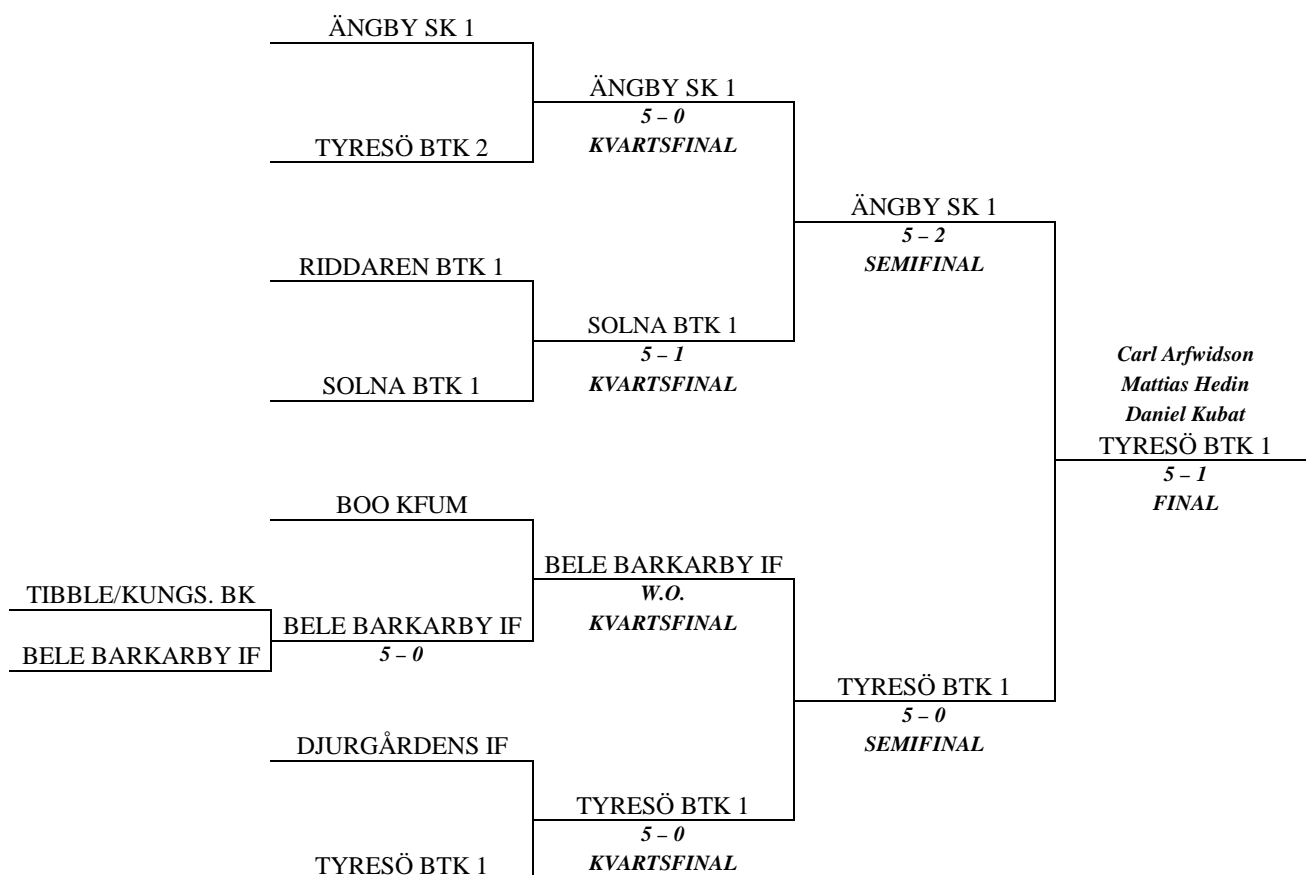 ÄNGBY SK 1
ÄNGBY SK 1
5 – 0
KVARTSFINAL
TYRESÖ BTK 2
ÄNGBY SK 1
5 – 2
SEMIFINAL
RIDDAREN BTK 1
SOLNA BTK 1
5 – 1
KVARTSFINAL
SOLNA BTK 1
Carl Arfwidson
Mattias Hedin
Daniel Kubat
TYRESÖ BTK 1
5 – 1
FINAL
BOO KFUM
BELE BARKARBY IF
W.O.
KVARTSFINAL
TIBBLE/KUNGS. BK
BELE BARKARBY IF
5 – 0
BELE BARKARBY IF
TYRESÖ BTK 1
5 – 0
SEMIFINAL
DJURGÅRDENS IF
TYRESÖ BTK 1
5 – 0
KVARTSFINAL
TYRESÖ BTK 1